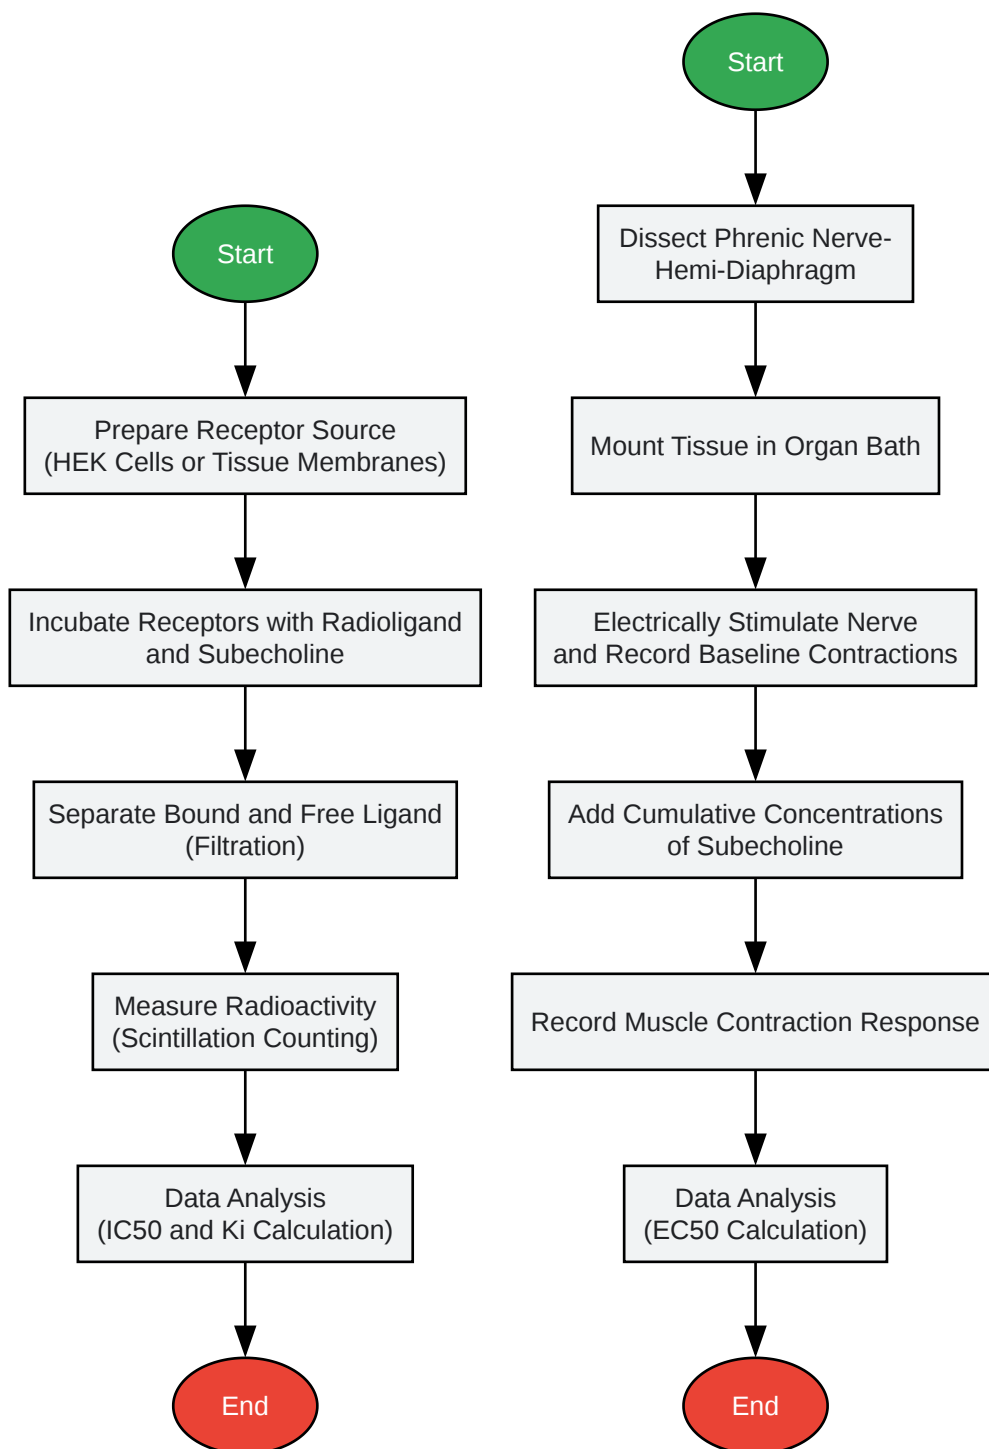 Start
Prepare Receptor Source
(HEK Cells or Tissue Membranes)
Incubate Receptors with Radioligand
and Subecholine
Separate Bound and Free Ligand
(Filtration)
Measure Radioactivity
(Scintillation Counting)
Data Analysis
(IC50 and Ki Calculation)
End
Start
Dissect Phrenic Nerve-
Hemi-Diaphragm
Mount Tissue in Organ Bath
Electrically Stimulate Nerve
and Record Baseline Contractions
Add Cumulative Concentrations
of Subecholine
Record Muscle Contraction Response
Data Analysis
(EC50 Calculation)
End